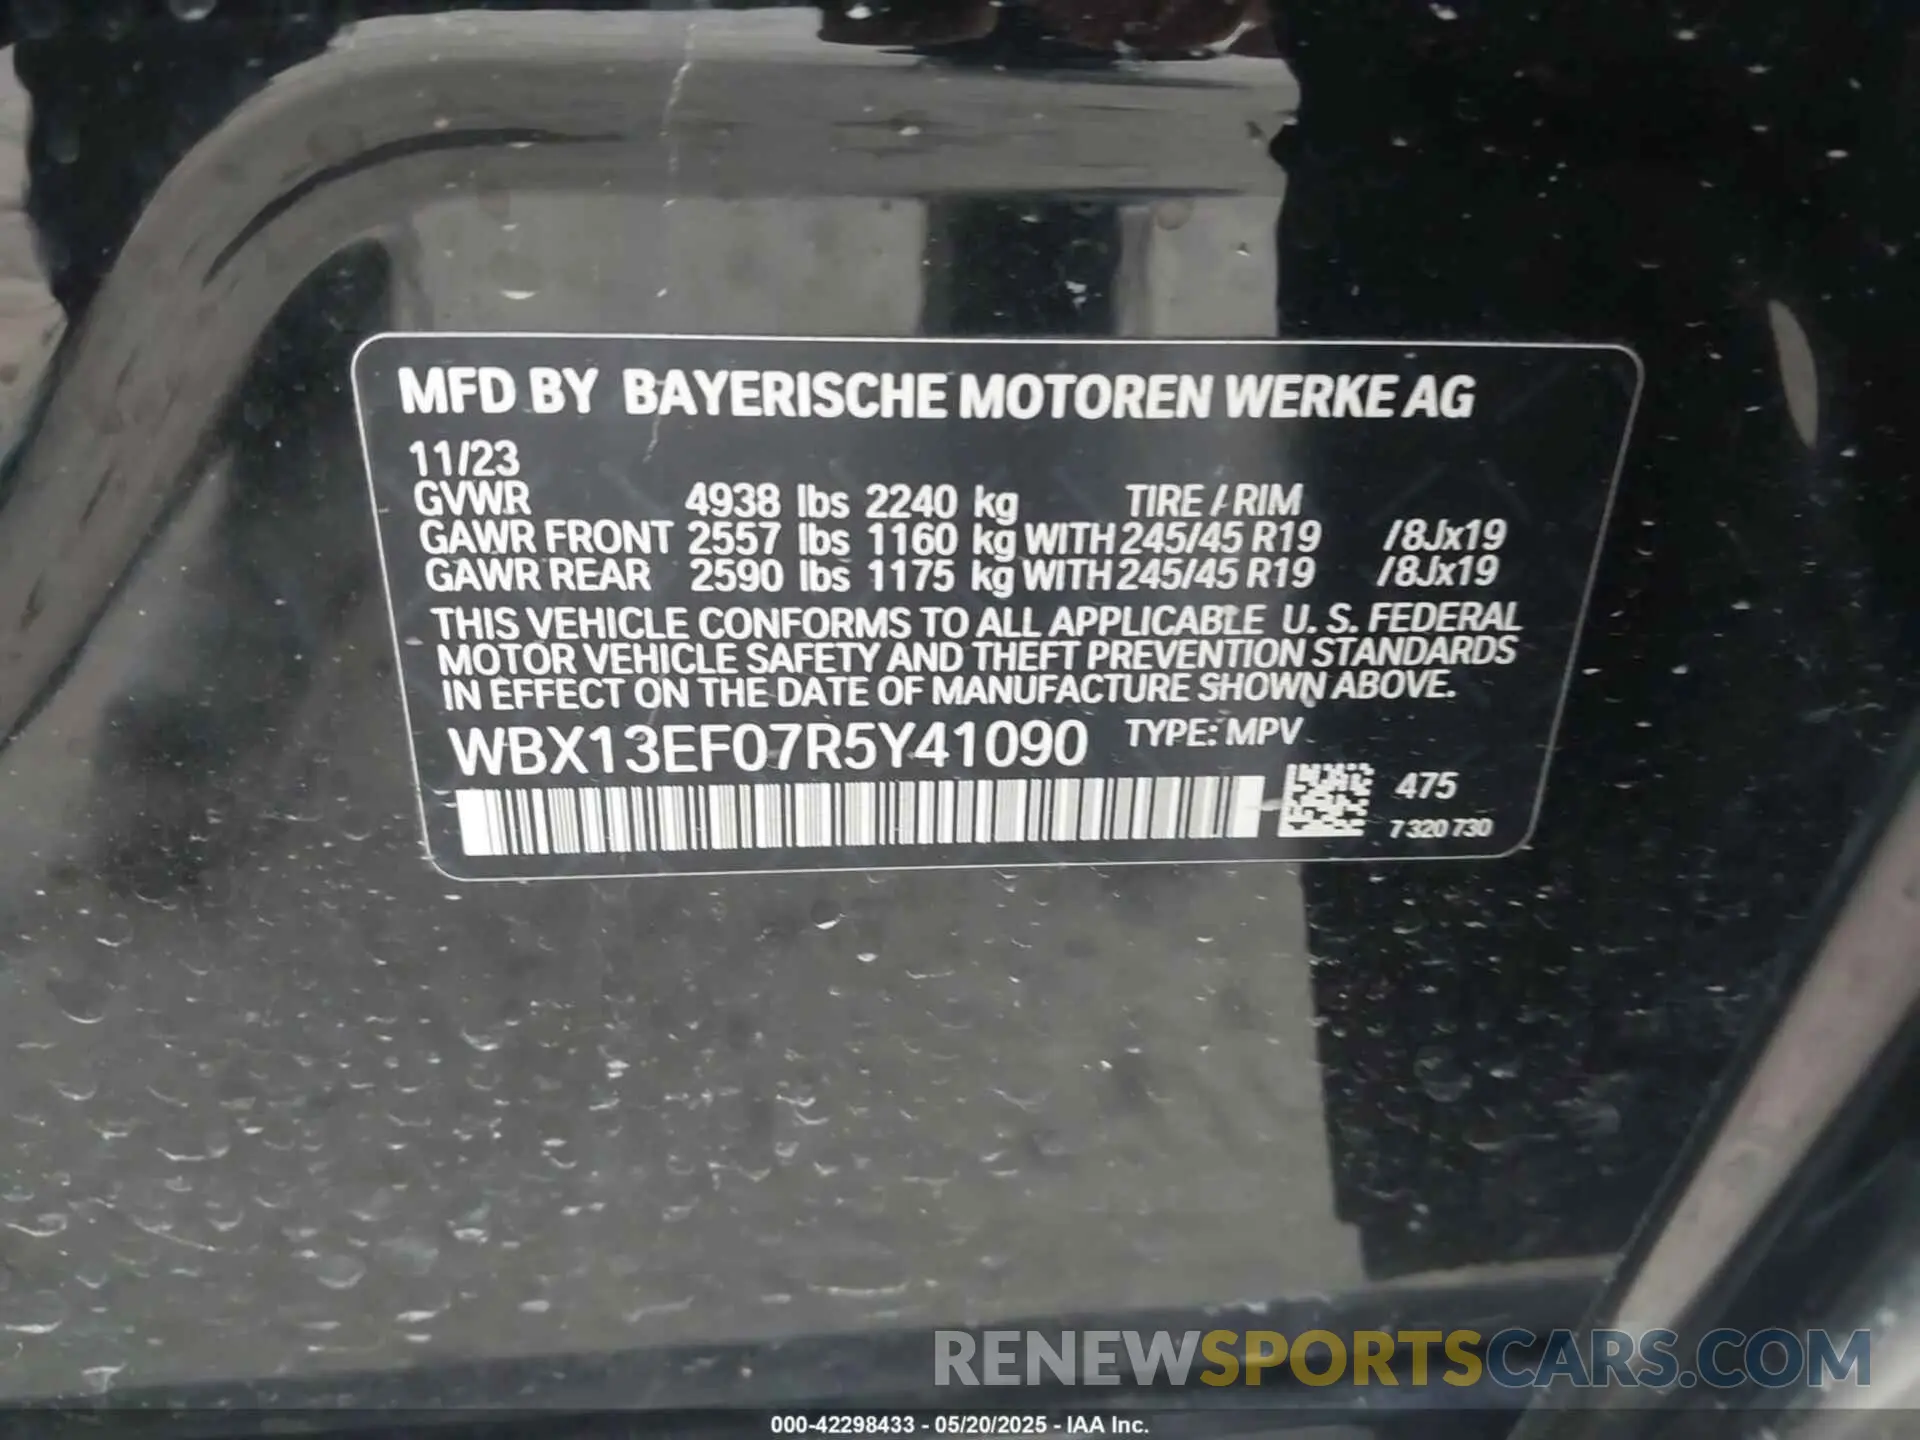 MFD BY BAYERISCHE MOTOREN WERKE AG
11/23
GVWR 4938 lbs 2240 kg TIRE / RIM
GAWR FRONT 2557 lbs 1160 kg WITH 245/45 R19 /8Jx19
GAWR REAR 2590 lbs 1175 kg WITH 245/45 R19 /8Jx19
THIS VEHICLE CONFORMS TO ALL APPLICABLE U. S. FEDERAL
MOTOR VEHICLE SAFETY AND THEFT PREVENTION STANDARDS
IN EFFECT ON THE DATE OF MANUFACTURE SHOWN ABOVE.
WBX13EF07R5Y41090 TYPE: MPV
475
7 320 730
RENEWSPORTSCARS.COM
000-42298433 - 05/20/2025 - IAA Inc.